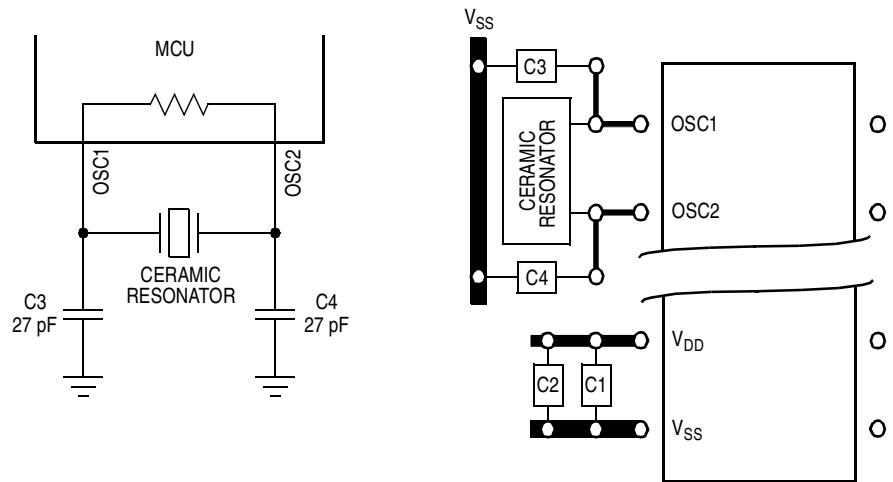 MCU
OSC1
OSC2
CERAMIC
RESONATOR
C3
27 pF
C4
27 pF
VSS
C3
CERAMIC
RESONATOR
C4
OSC1
OSC2
C2
C1
VDD
VSS